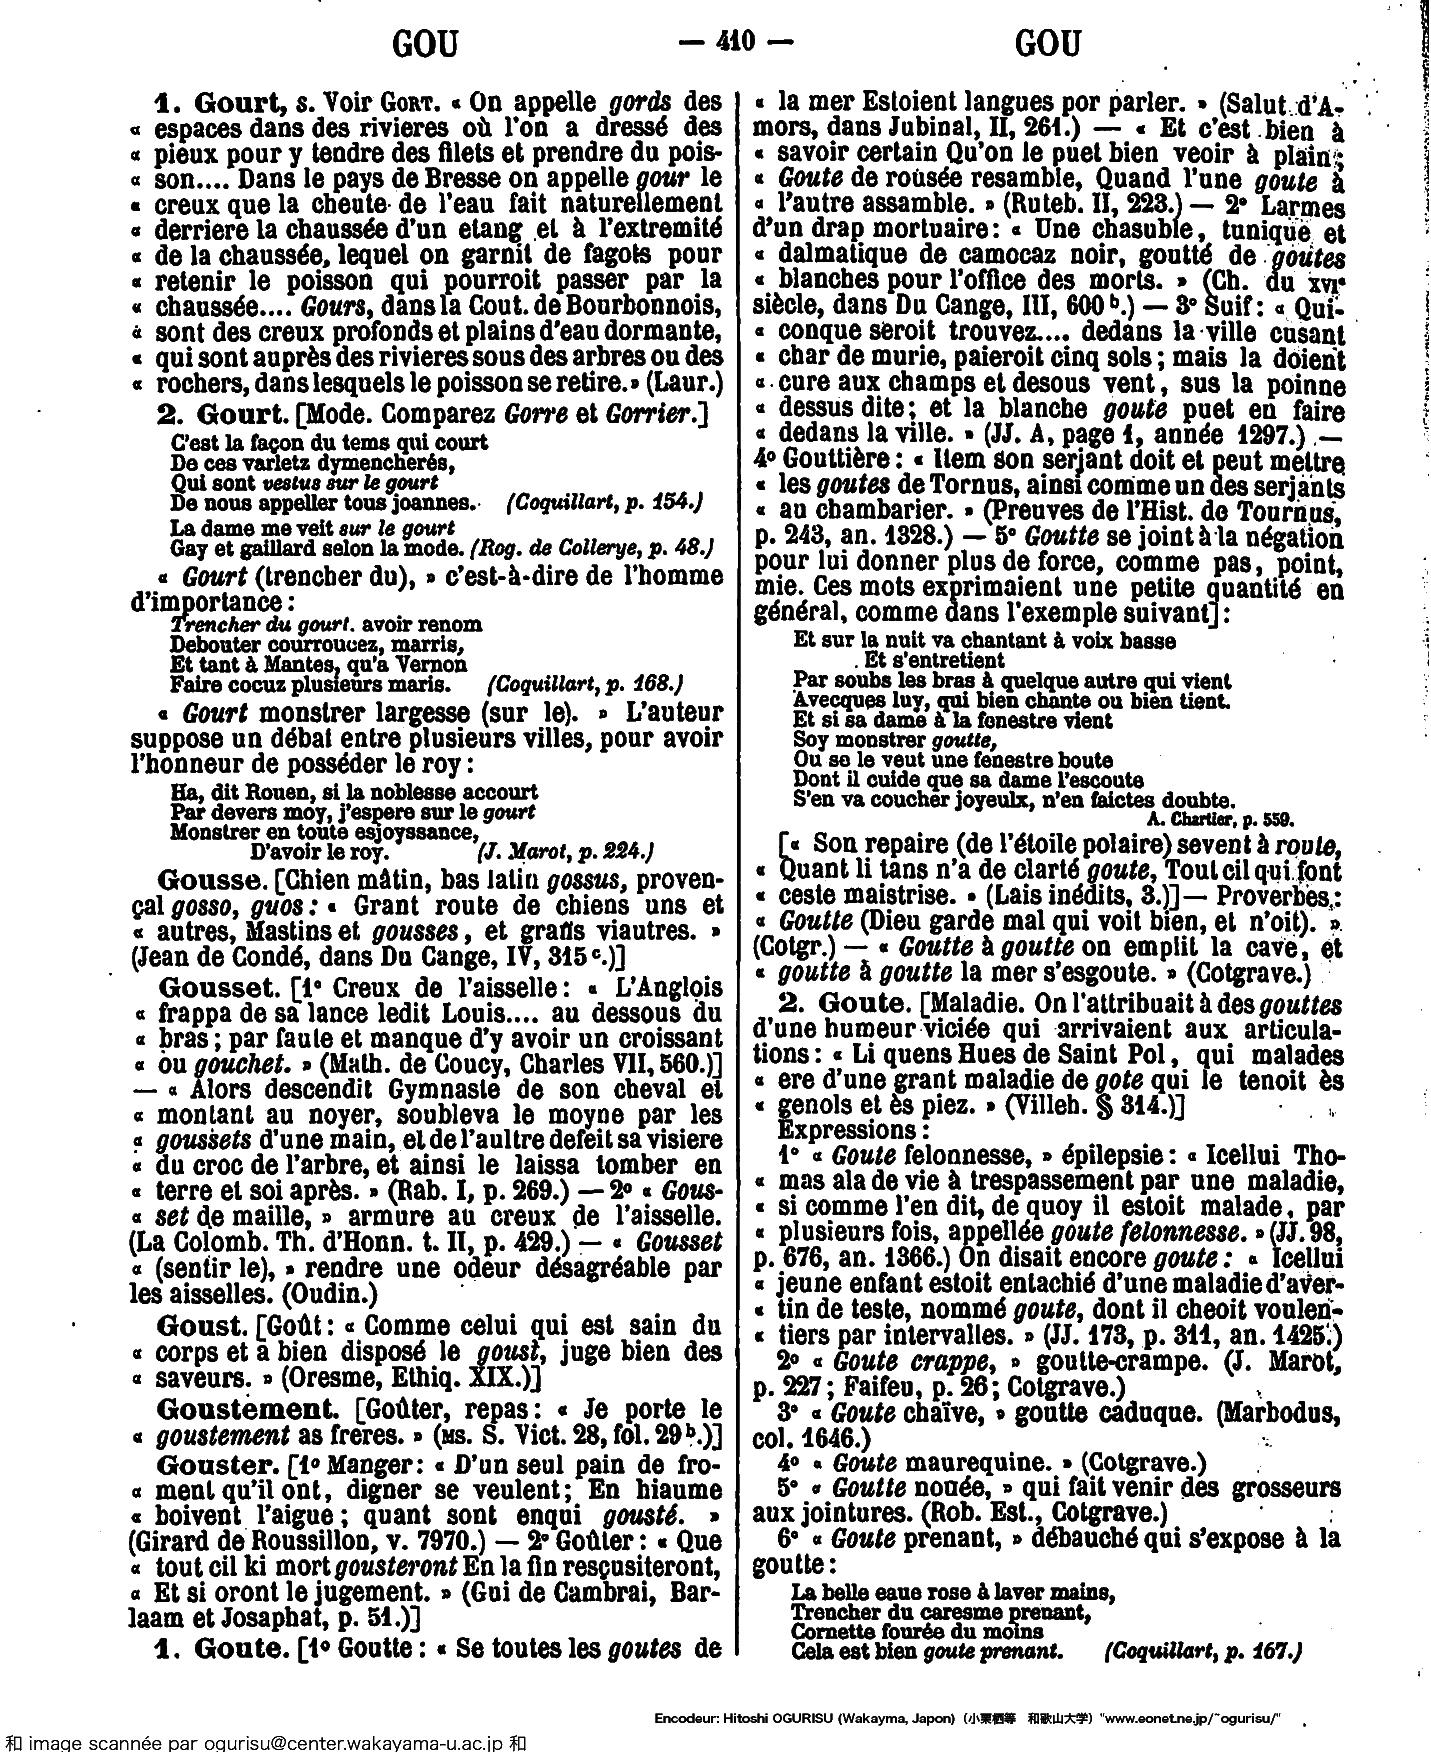 GOU — 410 — GOU
1. Gourt, s. Voir GORT. « On appelle gords des
« espaces dans des rivieres où l'on a dressé des
« pieux pour y tendre des filets et prendre du pois-
« son.... Dans le pays de Bresse on appelle gour le
« creux que la cheute de l'eau fait naturellement
« derriere la chaussée d'un etang et à l'extremité
« de la chaussée, lequel on garnit de fagots pour
« retenir le poisson qui pourroit passer par la
« chaussée.... Gours, dans la Cout. de Bourbonnois,
« sont des creux profonds et plains d'eau dormante,
« qui sont auprès des rivieres sous des arbres ou des
« rochers, dans lesquels le poisson se retire. » (Laur.)
2. Gourt. [Mode. Comparez Gorre et Gorrier.]
C'est la façon du tems qui court
De ces varletz dymencherés,
Qui sont vestus sur le gourt
De nous appeller tous joannes. (Coquillart, p. 154.)
La dame me veit sur le gourt
Gay et gaillard selon la mode. (Rog. de Collerye, p. 48.)
« Gourt (trencher du), » c'est-à-dire de l'homme
d'importance :
Trencher du gourt. avoir renom
Debouter courroucez, marris,
Et tant à Mantes, qu'a Vernon
Faire cocuz plusieurs maris. (Coquillart, p. 168.)
« Gourt monstrer largesse (sur le). » L'auteur
suppose un débat entre plusieurs villes, pour avoir
l'honneur de posséder le roy :
Ha, dit Rouen, si la noblesse accourt
Par devers moy, j'espere sur le gourt
Monstrer en toute esjoyssance,
D'avoir le roy. (J. Marot, p. 224.)
Gousse. [Chien mâtin, bas latin gossus, proven-
çal gosso, guos : « Grant route de chiens uns et
« autres, Mastins et gousses, et grans viautres. »
(Jean de Condé, dans Du Cange, IV, 315 c.)]
Gousset. [1° Creux de l'aisselle : « L'Anglois
« frappa de sa lance ledit Louis.... au dessous du
« bras ; par faute et manque d'y avoir un croissant
« ou gouchet. » (Math. de Coucy, Charles VII, 560.)]
— « Alors descendit Gymnaste de son cheval et
« montant au noyer, soubleva le moyne par les
« goussets d'une main, et de l'aultre defeit sa visiere
« du croc de l'arbre, et ainsi le laissa tomber en
« terre et soi après. » (Rab. I, p. 269.) — 2° « Gous-
« set de maille, » armure au creux de l'aisselle.
(La Colomb. Th. d'Honn. t. II, p. 429.) — « Gousset
« (sentir le), » rendre une odeur désagréable par
les aisselles. (Oudin.)
Goust. [Goût : « Comme celui qui est sain du
« corps et a bien disposé le goust, juge bien des
« saveurs. » (Oresme, Ethiq. XIX.)]
Goustement. [Goûter, repas : « Je porte le
« goustement as freres. » (MS. S. Vict. 28, fol. 29 b.)]
Gouster. [1° Manger : « D'un seul pain de fro-
« ment qu'il ont, digner se veulent ; En hiaume
« boivent l'aigue ; quant sont enqui gousté. »
(Girard de Roussillon, v. 7970.) — 2° Goûter : « Que
« tout cil ki mort gousteront En la fin resçusiteront,
« Et si oront le jugement. » (Gui de Cambrai, Bar-
laam et Josaphat, p. 51.)]
1. Goute. [1° Goutte : « Se toutes les goutes de
« la mer Estoient langues por parler. » (Salut d'A-
mors, dans Jubinal, II, 261.) — « Et c'est bien à
« savoir certain Qu'on le puet bien veoir à plain ;
« Goute de rousée resamble, Quand l'une goute à
« l'autre assamble. » (Ruteb. II, 223.) — 2° Larmes
d'un drap mortuaire : « Une chasuble, tunique et
« dalmatique de camocaz noir, goutté de goutes
« blanches pour l'office des morts. » (Ch. du XVIe
siècle, dans Du Cange, III, 600 b.) — 3° Suif : « Qui-
« conque seroit trouvez.... dedans la ville cusant
« char de murie, paieroit cinq sols ; mais la doient
« cure aux champs et desous vent, sus la poinne
« dessus dite ; et la blanche goute puet en faire
« dedans la ville. » (JJ. A, page 1, année 1297.) —
4° Gouttière : « Item son serjant doit et peut mettre
« les goutes de Tornus, ainsi comme un des serjants
« au chambarier. » (Preuves de l'Hist. de Tournus,
p. 243, an. 1328.) — 5° Goutte se joint à la négation
pour lui donner plus de force, comme pas, point,
mie. Ces mots exprimaient une petite quantité en
général, comme dans l'exemple suivant] :
Et sur la nuit va chantant à voix basse
Et s'entretient
Par soubs les bras à quelque autre qui vient
Avecques luy, qui bien chante ou bien tient.
Et si sa dame à la fenestre vient
Soy monstrer goutte,
Ou se le veut une fenestre boute
Dont il cuide que sa dame l'escoute
S'en va coucher joyeulx, n'en faictes doubte.
A. Chartier, p. 559.
[« Son repaire (de l'étoile polaire) sevent à route,
« Quant li tans n'a de clarté goute, Tout cil qui font
« ceste maistrise. » (Lais inédits, 3.)] — Proverbes :
« Goutte (Dieu garde mal qui voit bien, et n'oit). »
(Cotgr.) — « Goutte à goutte on emplit la cave, et
« goutte à goutte la mer s'esgoute. » (Cotgrave.)
2. Goute. [Maladie. On l'attribuait à des gouttes
d'une humeur viciée qui arrivaient aux articula-
tions : « Li quens Hues de Saint Pol, qui malades
« ere d'une grant maladie de gote qui le tenoit ès
« genols et ès piez. » (Villeh. § 314.)]
Expressions :
1° « Goute felonnesse, » épilepsie : « Icellui Tho-
« mas ala de vie à trespassement par une maladie,
« si comme l'en dit, de quoy il estoit malade, par
« plusieurs fois, appellée goute felonnesse. » (JJ. 98,
p. 676, an. 1366.) On disait encore goute : « Icellui
« jeune enfant estoit entachié d'une maladie d'aver-
« tin de teste, nommé goute, dont il cheoit voulen-
« tiers par intervalles. » (JJ. 173, p. 311, an. 1425.)
2° « Goute crappe, » goutte-crampe. (J. Marot,
p. 227 ; Faifeu, p. 26 ; Cotgrave.)
3° « Goute chaïve, » goutte caduque. (Marbodus,
col. 1646.)
4° « Goute maurequine. » (Cotgrave.)
5° « Goutte nouée, » qui fait venir des grosseurs
aux jointures. (Rob. Est., Cotgrave.)
6° « Goute prenant, » débauché qui s'expose à la
goutte :
La belle eaue rose à laver mains,
Trencher du caresme prenant,
Cornette fourée du moins
Cela est bien goute prenant. (Coquillart, p. 167.)
Encodeur: Hitoshi OGURISU (Wakayma, Japon) (小栗栖等 和歌山大学) "www.eonet.ne.jp/~ogurisu/"
和 image scannée par ogurisu@center.wakayama-u.ac.jp 和